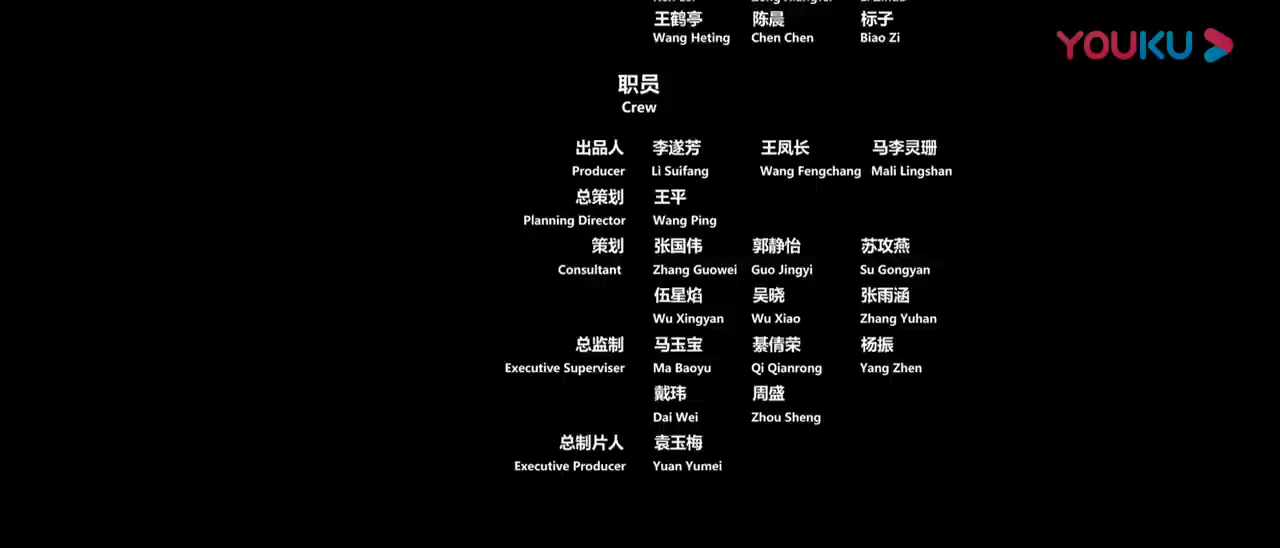 王鹤亭 陈晨 标子
Wang Heting Chen Chen Biao Zi
YOUKU
职员
Crew
出品人 李遂芳 王凤长 马李灵珊
Producer Li Suifang Wang Fengchang Mali Lingshan
总策划 王平
Planning Director Wang Ping
策划 张国伟 郭静怡 苏攻燕
Consultant Zhang Guowei Guo Jingyi Su Gongyan
伍星焰 吴晓 张雨涵
Wu Xingyan Wu Xiao Zhang Yuhan
总监制 马玉宝 綦倩荣 杨振
Executive Superviser Ma Baoyu Qi Qianrong Yang Zhen
戴玮 周盛
Dai Wei Zhou Sheng
总制片人 袁玉梅
Executive Producer Yuan Yumei